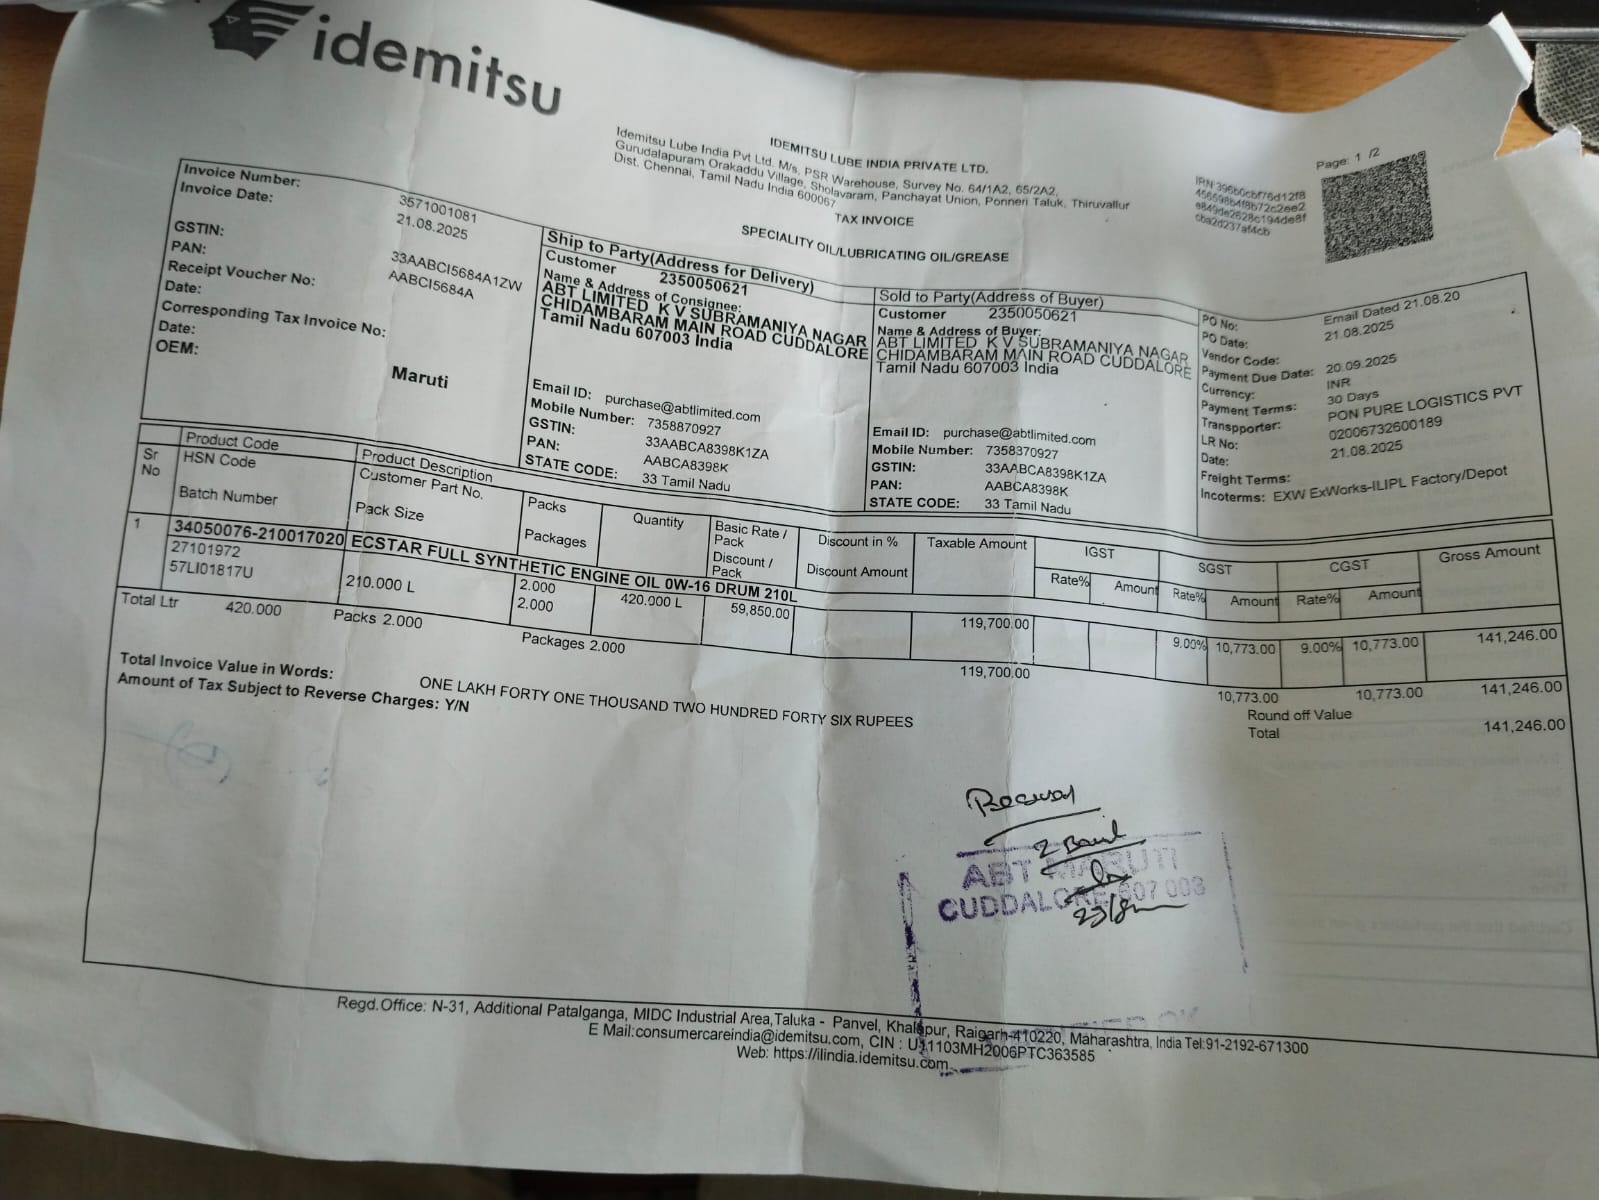 idemitsu
IDEMITSU LUBE INDIA PRIVATE LTD.
Idemitsu Lube India Pvt Ltd. M/s, PSR Warehouse, Survey No. 64/1A2, 65/2A2,
Gurudalapuram Orakaddu Village, Sholavaram, Panchayat Union, Ponneri Taluk, Thiruvallur
Dist. Chennai, Tamil Nadu India 600067
TAX INVOICE
SPECIALITY OIL/LUBRICATING OIL/GREASE
Page: 1 /2
Invoice Number: 3571001081
Invoice Date: 21.08.2025
GSTIN: 33AABCI5684A1ZW
PAN: AABCI5684A
Receipt Voucher No:
Date:
Corresponding Tax Invoice No:
Date:
OEM: Maruti
Ship to Party(Address for Delivery)
Customer 2350050621
Name & Address of Consignee:
ABT LIMITED K V SUBRAMANIYA NAGAR
CHIDAMBARAM MAIN ROAD CUDDALORE
Tamil Nadu 607003 India
Email ID: purchase@abtlimited.com
Mobile Number: 7358870927
GSTIN: 33AABCA8398K1ZA
PAN: AABCA8398K
STATE CODE: 33 Tamil Nadu
Sold to Party(Address of Buyer)
Customer 2350050621
Name & Address of Buyer:
ABT LIMITED K V SUBRAMANIYA NAGAR
CHIDAMBARAM MAIN ROAD CUDDALORE
Tamil Nadu 607003 India
Email ID: purchase@abtlimited.com
Mobile Number: 7358370927
GSTIN: 33AABCA8398K1ZA
PAN: AABCA8398K
STATE CODE: 33 Tamil Nadu
PO No: Email Dated 21.08.20
PO Date: 21.08.2025
Vendor Code:
Payment Due Date: 20.09.2025
Currency: INR
Payment Terms: 30 Days
Transpporter: PON PURE LOGISTICS PVT
LR No: 02006732600189
Date: 21.08.2025
Freight Terms:
Incoterms: EXW ExWorks-ILIPL Factory/Depot
Sr No
Product Code
HSN Code
Batch Number
Product Description
Customer Part No.
Pack Size
Packs
Packages
Quantity
Basic Rate / Pack
Discount / Pack
Discount in %
Discount Amount
Taxable Amount
IGST
Rate% Amount
SGST
Rate% Amount
CGST
Rate% Amount
Gross Amount
1 34050076-210017020 ECSTAR FULL SYNTHETIC ENGINE OIL 0W-16 DRUM 210L
27101972
57LI01817U
210.000 L
2.000
2.000
420.000 L
59,850.00
119,700.00
9.00% 10,773.00 9.00% 10,773.00 141,246.00
Total Ltr 420.000 Packs 2.000 Packages 2.000 119,700.00 10,773.00 10,773.00 141,246.00
Round off Value
Total 141,246.00
Total Invoice Value in Words: ONE LAKH FORTY ONE THOUSAND TWO HUNDRED FORTY SIX RUPEES
Amount of Tax Subject to Reverse Charges: Y/N
ABT MARUTI
CUDDALORE 607 003
Regd.Office: N-31, Additional Patalganga, MIDC Industrial Area,Taluka - Panvel, Khalapur, Raigarh-410220, Maharashtra, India Tel:91-2192-671300
E Mail:consumercareindia@idemitsu.com, CIN : U11103MH2006PTC363585
Web: https://ilindia.idemitsu.com